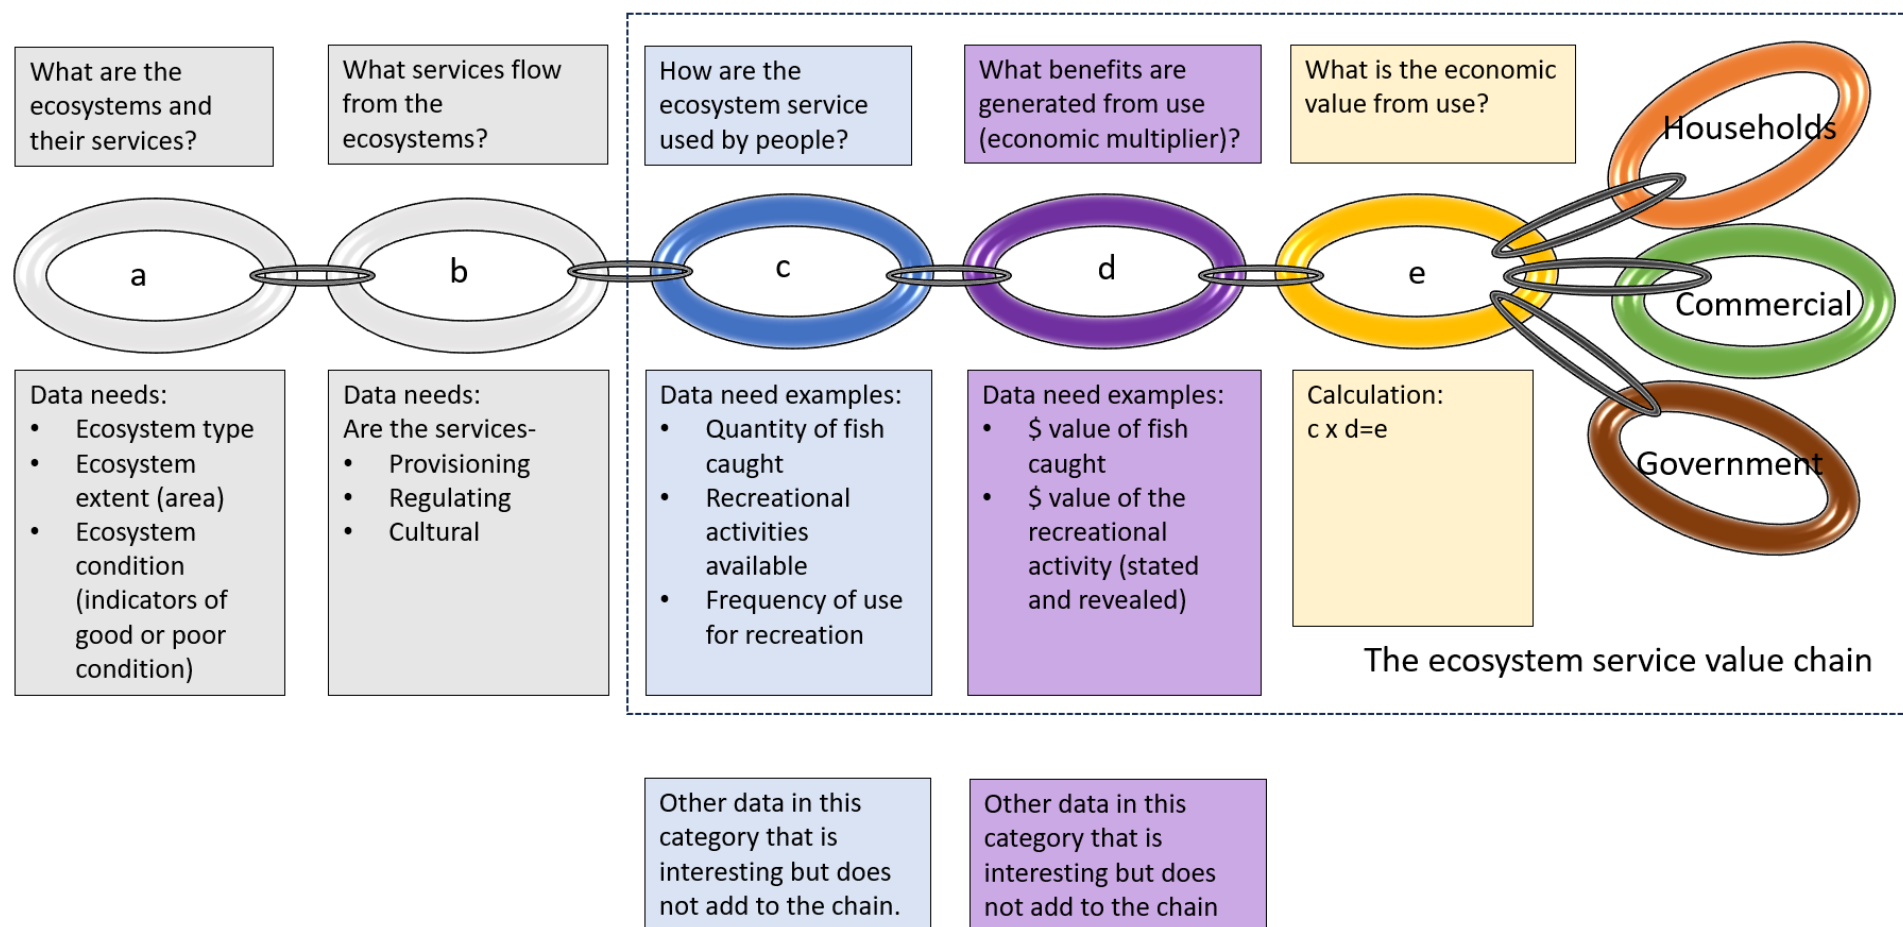 What are the
ecosystems and
their services?
What services flow
from the
ecosystems?
How are the
ecosystem service
used by people?
What benefits are
generated from use
(economic multiplier)?
What is the economic
value from use?
a
b
c
d
e
Households
Commercial
Government
Data needs:
• Ecosystem type
• Ecosystem
extent (area)
• Ecosystem
condition
(indicators of
good or poor
condition)
Data needs:
Are the services-
• Provisioning
• Regulating
• Cultural
Data need examples:
• Quantity of fish
caught
• Recreational
activities
available
• Frequency of use
for recreation
Data need examples:
• $ value of fish
caught
• $ value of the
recreational
activity (stated
and revealed)
Calculation:
c x d=e
The ecosystem service value chain
Other data in this
category that is
interesting but does
not add to the chain.
Other data in this
category that is
interesting but does
not add to the chain